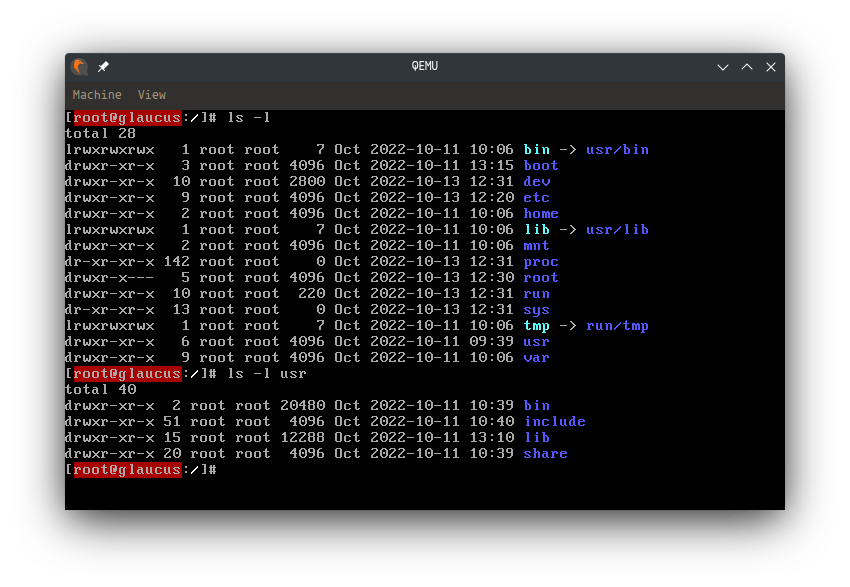 QEMU
Machine View
[root@glaucus:/]# ls -l
total 28
lrwxrwxrwx   1 root root    7 Oct 2022-10-11 10:06 bin -> usr/bin
drwxr-xr-x   3 root root 4096 Oct 2022-10-11 13:15 boot
drwxr-xr-x  10 root root 2800 Oct 2022-10-13 12:31 dev
drwxr-xr-x   9 root root 4096 Oct 2022-10-13 12:20 etc
drwxr-xr-x   2 root root 4096 Oct 2022-10-11 10:06 home
lrwxrwxrwx   1 root root    7 Oct 2022-10-11 10:06 lib -> usr/lib
drwxr-xr-x   2 root root 4096 Oct 2022-10-11 10:06 mnt
dr-xr-xr-x 142 root root    0 Oct 2022-10-13 12:31 proc
drwxr-x---   5 root root 4096 Oct 2022-10-13 12:30 root
drwxr-xr-x  10 root root  220 Oct 2022-10-13 12:31 run
dr-xr-xr-x  13 root root    0 Oct 2022-10-13 12:31 sys
lrwxrwxrwx   1 root root    7 Oct 2022-10-11 10:06 tmp -> run/tmp
drwxr-xr-x   6 root root 4096 Oct 2022-10-11 09:39 usr
drwxr-xr-x   9 root root 4096 Oct 2022-10-11 10:06 var
[root@glaucus:/]# ls -l usr
total 40
drwxr-xr-x  2 root root 20480 Oct 2022-10-11 10:39 bin
drwxr-xr-x 51 root root  4096 Oct 2022-10-11 10:40 include
drwxr-xr-x 15 root root 12288 Oct 2022-10-11 13:10 lib
drwxr-xr-x 20 root root  4096 Oct 2022-10-11 10:39 share
[root@glaucus:/]#